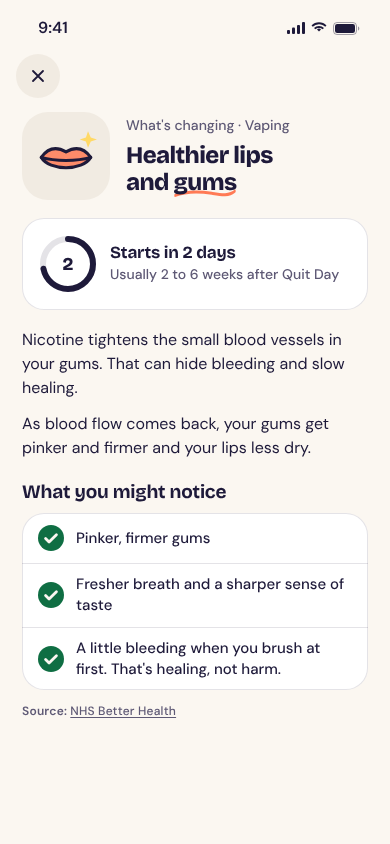 9:41
What's changing · Vaping
Healthier lips
and gums
2
Starts in 2 days
Usually 2 to 6 weeks after Quit Day
Nicotine tightens the small blood vessels in
your gums. That can hide bleeding and slow
healing.
As blood flow comes back, your gums get
pinker and firmer and your lips less dry.
What you might notice
Pinker, firmer gums
Fresher breath and a sharper sense of
taste
A little bleeding when you brush at
first. That's healing, not harm.
Source: NHS Better Health